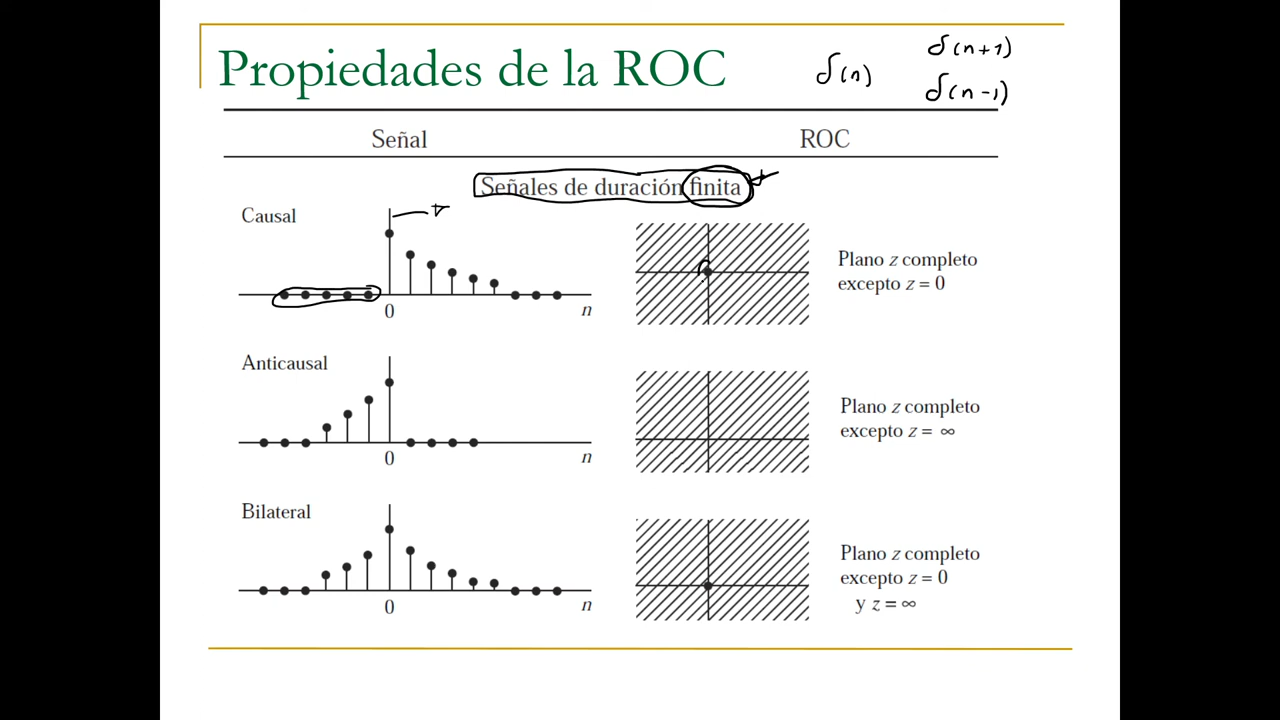 Propiedades de la ROC
δ(n)
δ(n+1)
δ(n-1)
Señal ROC
Señales de duración finita
Causal
0 n
Plano z completo
excepto z = 0
Anticausal
0 n
Plano z completo
excepto z = ∞
Bilateral
0 n
Plano z completo
excepto z = 0
y z = ∞